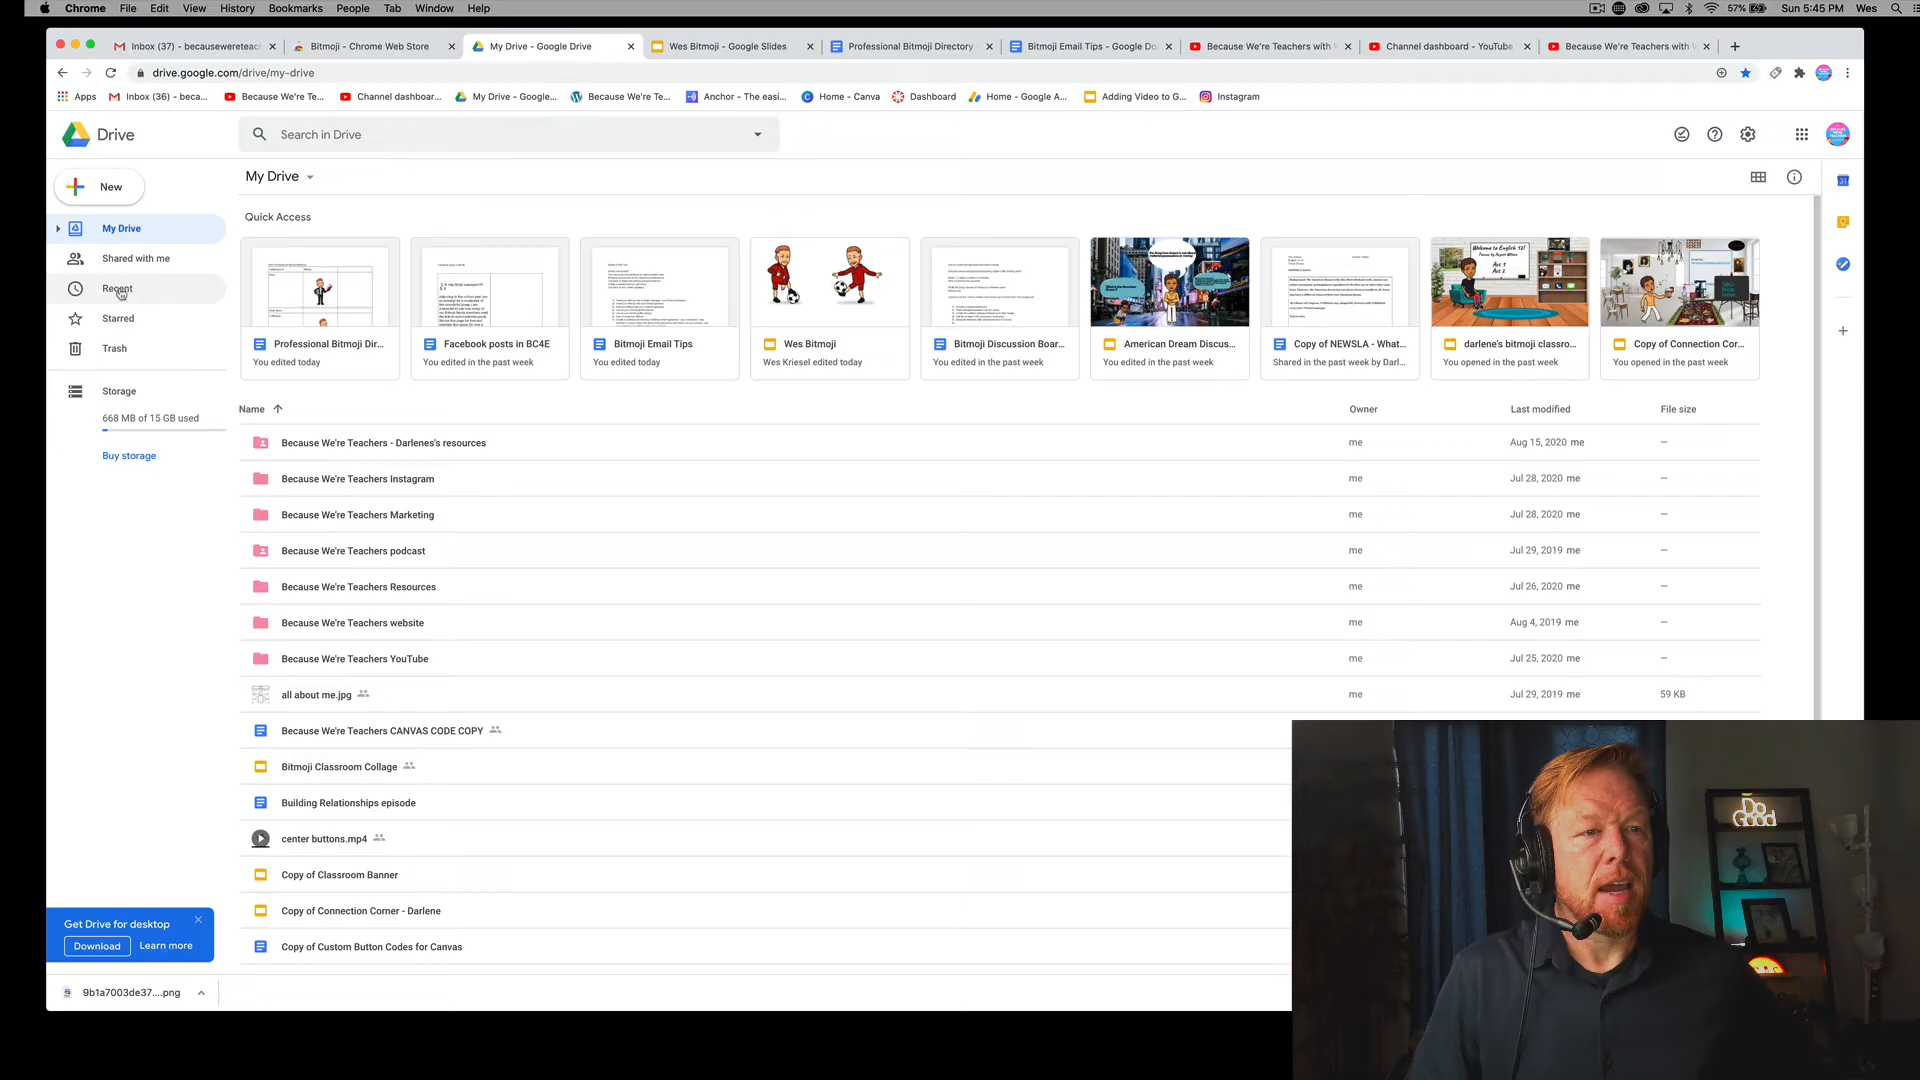 Chrome File Edit View History Bookmarks People Tab Window Help 57% Sun 5:45 PM Wes
Inbox (37) - becausewereteach Bitmoji - Chrome Web Store My Drive - Google Drive Wes Bitmoji - Google Slides Professional Bitmoji Directory Bitmoji Email Tips - Google Do Because We're Teachers with Channel dashboard - YouTube Because We're Teachers with
drive.google.com/drive/my-drive
Apps Inbox (36) - beca... Because We're Te... Channel dashboar... My Drive - Google... Because We're Te... Anchor - The easi... Home - Canva Dashboard Home - Google A... Adding Video to G... Instagram
Drive Search in Drive
New
My Drive
Shared with me
Recent
Starred
Trash
Storage
668 MB of 15 GB used
Buy storage
My Drive
Quick Access
Welcome to English 12!
Act 1
Act 2
Professional Bitmoji Dir... Facebook posts in BC4E Bitmoji Email Tips Wes Bitmoji Bitmoji Discussion Boar... American Dream Discus... Copy of NEWSLA - What... darlene's bitmoji classro... Copy of Connection Cor...
You edited today You edited in the past week You edited today Wes Kriesel edited today You edited in the past week You edited in the past week Shared in the past week by Darl... You opened in the past week You opened in the past week
Name Owner Last modified File size
Because We're Teachers - Darlenes's resources me Aug 15, 2020 me –
Because We're Teachers Instagram me Jul 28, 2020 me –
Because We're Teachers Marketing me Jul 28, 2020 me –
Because We're Teachers podcast me Jul 29, 2019 me –
Because We're Teachers Resources me Jul 26, 2020 me –
Because We're Teachers website me Aug 4, 2019 me –
Because We're Teachers YouTube me Jul 25, 2020 me –
all about me.jpg me Jul 29, 2019 me 59 KB
Because We're Teachers CANVAS CODE COPY
Bitmoji Classroom Collage
Building Relationships episode
center buttons.mp4
Copy of Classroom Banner
Copy of Connection Corner - Darlene
Copy of Custom Button Codes for Canvas
Get Drive for desktop
Download Learn more
9b1a7003de37....png
Do
Good